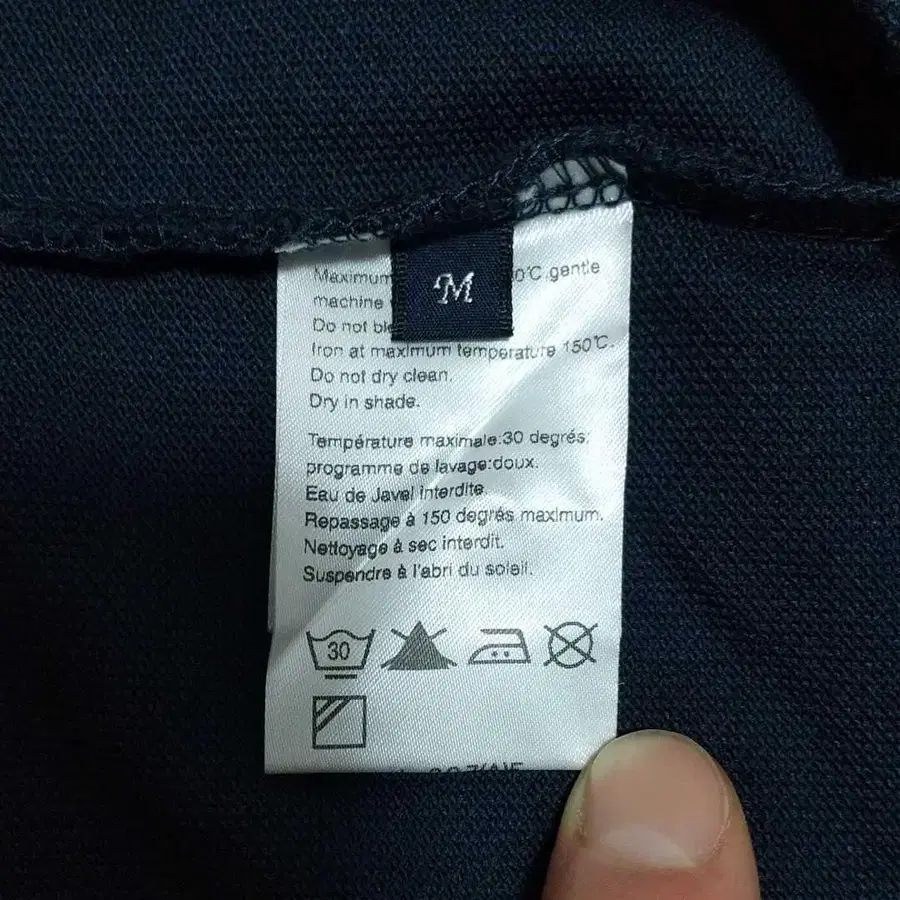 M
Maximum 0℃.gentle
machine
Do not
Iron at maximum temperature 150℃.
Do not dry clean.
Dry in shade.
Température maximale:30 degrés;
programme de lavage:doux.
Eau de Javel interdite.
Repassage à 150 degrés maximum.
Nettoyage à sec interdit.
Suspendre à l'abri du soleil.
30